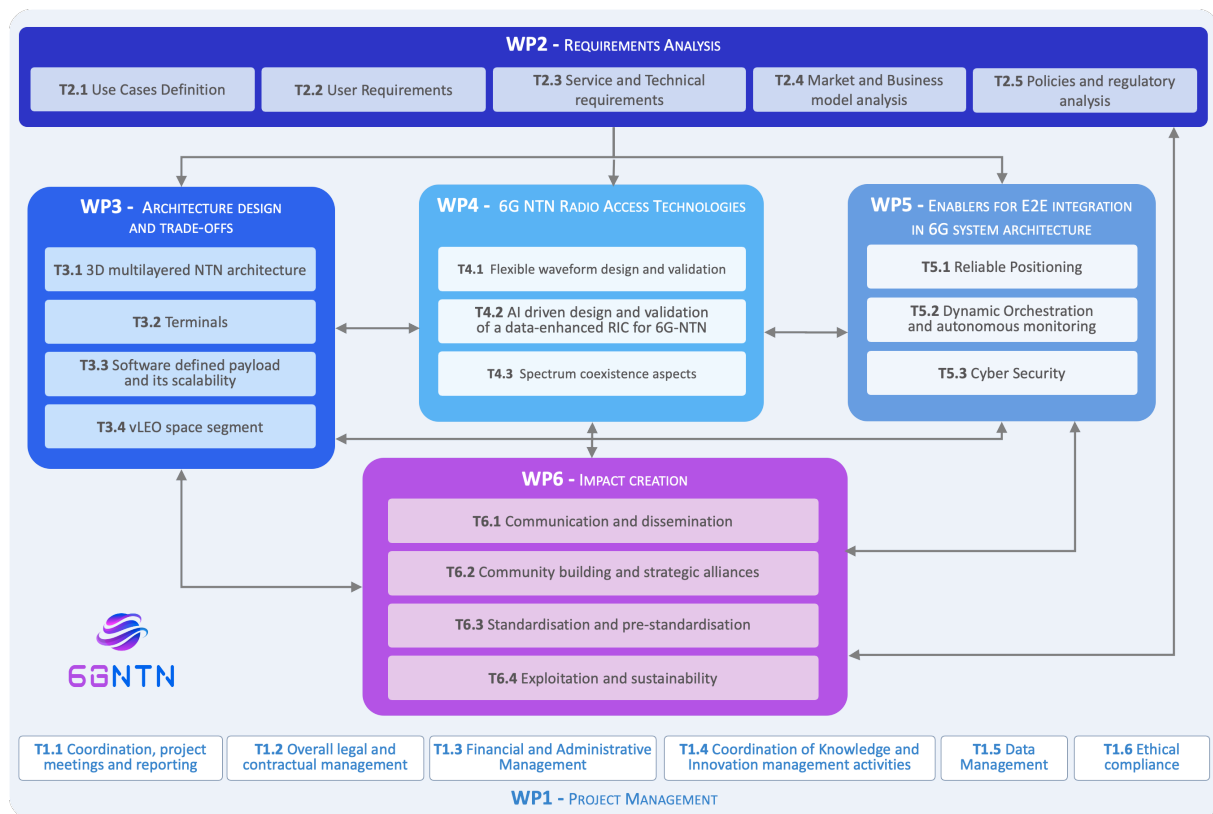 WP2 - Requirements Analysis
T2.1 Use Cases Definition
T2.2 User Requirements
T2.3 Service and Technical
requirements
T2.4 Market and Business
model analysis
T2.5 Policies and regulatory
analysis
WP3 - Architecture design
and trade-offs
T3.1 3D multilayered NTN architecture
T3.2 Terminals
T3.3 Software defined payload
and its scalability
T3.4 vLEO space segment
WP4 - 6G NTN Radio Access Technologies
T4.1 Flexible waveform design and validation
T4.2 AI driven design and validation
of a data-enhanced RIC for 6G-NTN
T4.3 Spectrum coexistence aspects
WP5 - Enablers for E2E integration
in 6G system architecture
T5.1 Reliable Positioning
T5.2 Dynamic Orchestration
and autonomous monitoring
T5.3 Cyber Security
WP6 - Impact creation
T6.1 Communication and dissemination
T6.2 Community building and strategic alliances
T6.3 Standardisation and pre-standardisation
T6.4 Exploitation and sustainability
6GNTN
T1.1 Coordination, project
meetings and reporting
T1.2 Overall legal and
contractual management
T1.3 Financial and Administrative
Management
T1.4 Coordination of Knowledge and
Innovation management activities
T1.5 Data
Management
T1.6 Ethical
compliance
WP1 - Project Management